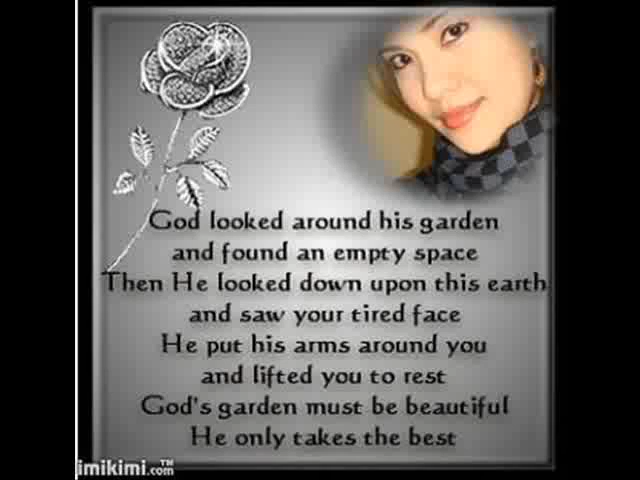 God looked around his garden
and found an empty space
Then He looked down upon this earth
and saw your tired face
He put his arms around you
and lifted you to rest
God's garden must be beautiful
He only takes the best
imikimi.com™